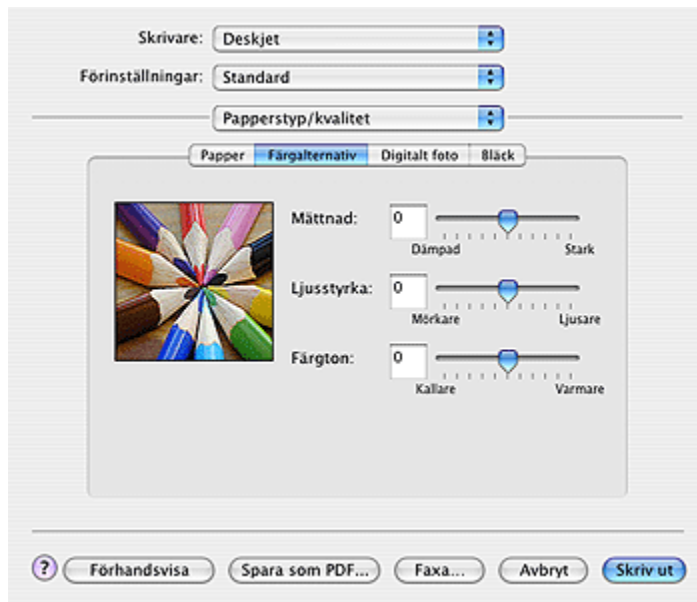 Skrivare: Deskjet
Förinställningar: Standard
Papperstyp/kvalitet
Papper Färgalternativ Digitalt foto Bläck
Mättnad: 0
Dämpad Stark
Ljusstyrka: 0
Mörkare Ljusare
Färgton: 0
Kallare Varmare
? Förhandsvisa Spara som PDF... Faxa... Avbryt Skriv ut